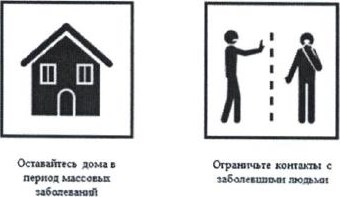 Оставайтесь дома в
период массовых
заболеваний
Ограничьте контакты с
заболевшими людьми